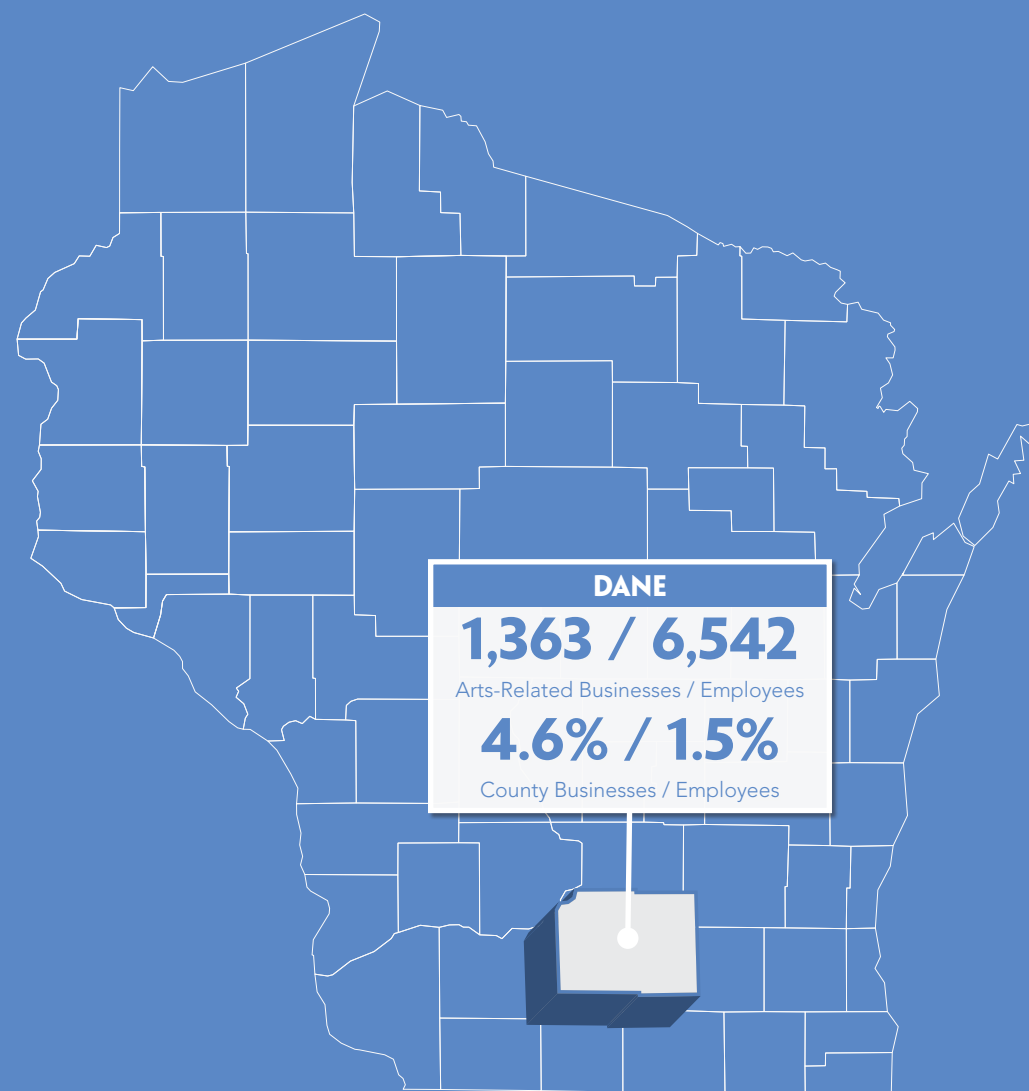 DANE
1,363 / 6,542
Arts-Related Businesses / Employees
4.6% / 1.5%
County Businesses / Employees